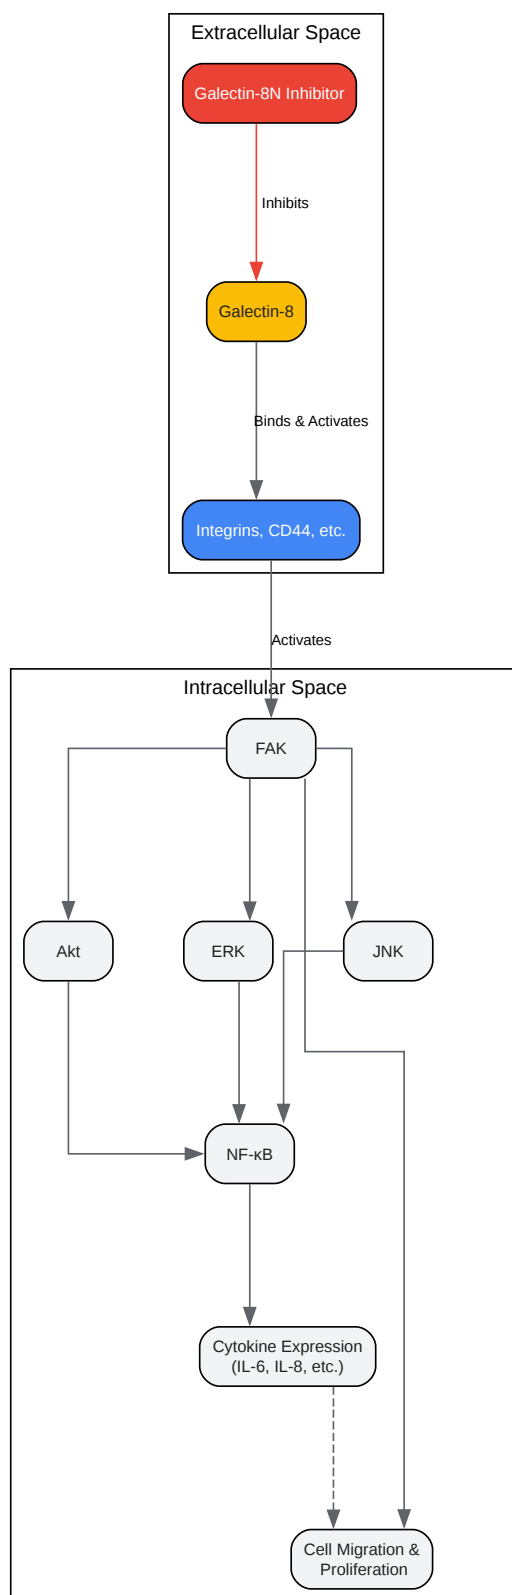 Extracellular Space
Galectin-8N Inhibitor
Inhibits
Galectin-8
Binds & Activates
Integrins, CD44, etc.
Activates
Intracellular Space
FAK
Akt
ERK
JNK
NF-κB
Cytokine Expression
(IL-6, IL-8, etc.)
Cell Migration &
Proliferation